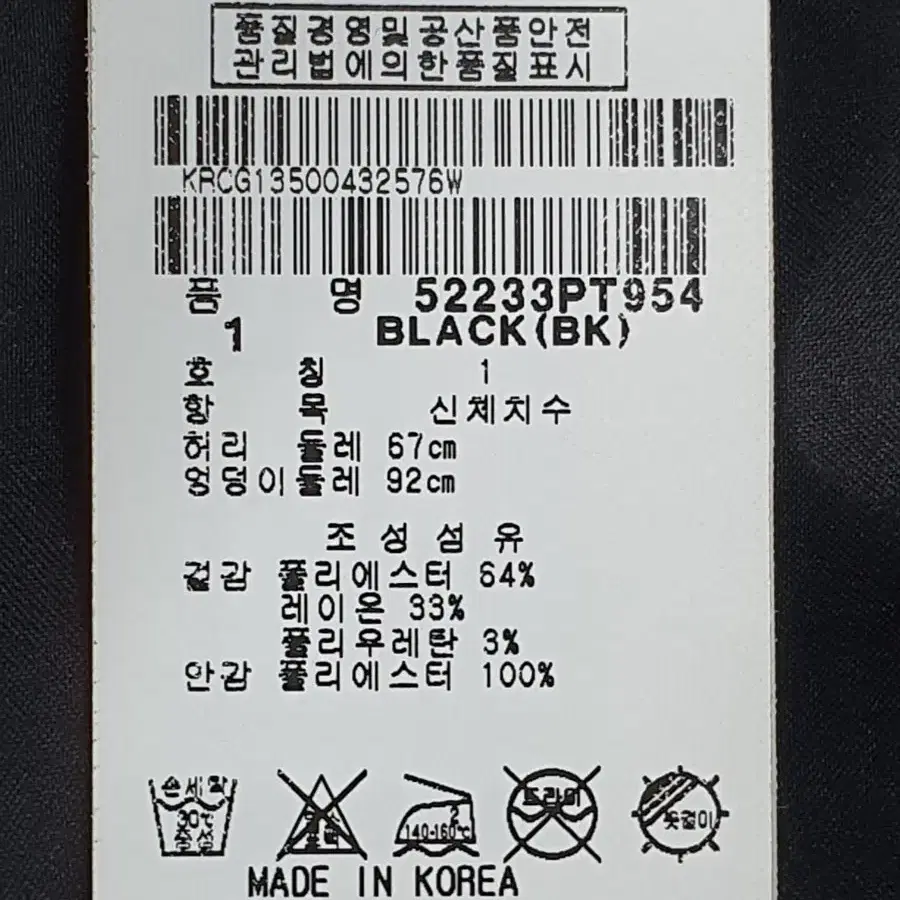 품질경영및공산품안전
관리법에의한품질표시
KRCG13500432576W
품 명 52233PT954
1 BLACK(BK)
호 칭 1
항 목 신체치수
허리 둘레 67cm
엉덩이둘레 92cm
조성섬유
겉감 폴리에스터 64%
레이온 33%
폴리우레탄 3%
안감 폴리에스터 100%
손세탁
30℃
중성
2
140-160℃
드라이
옷걸이
MADE IN KOREA